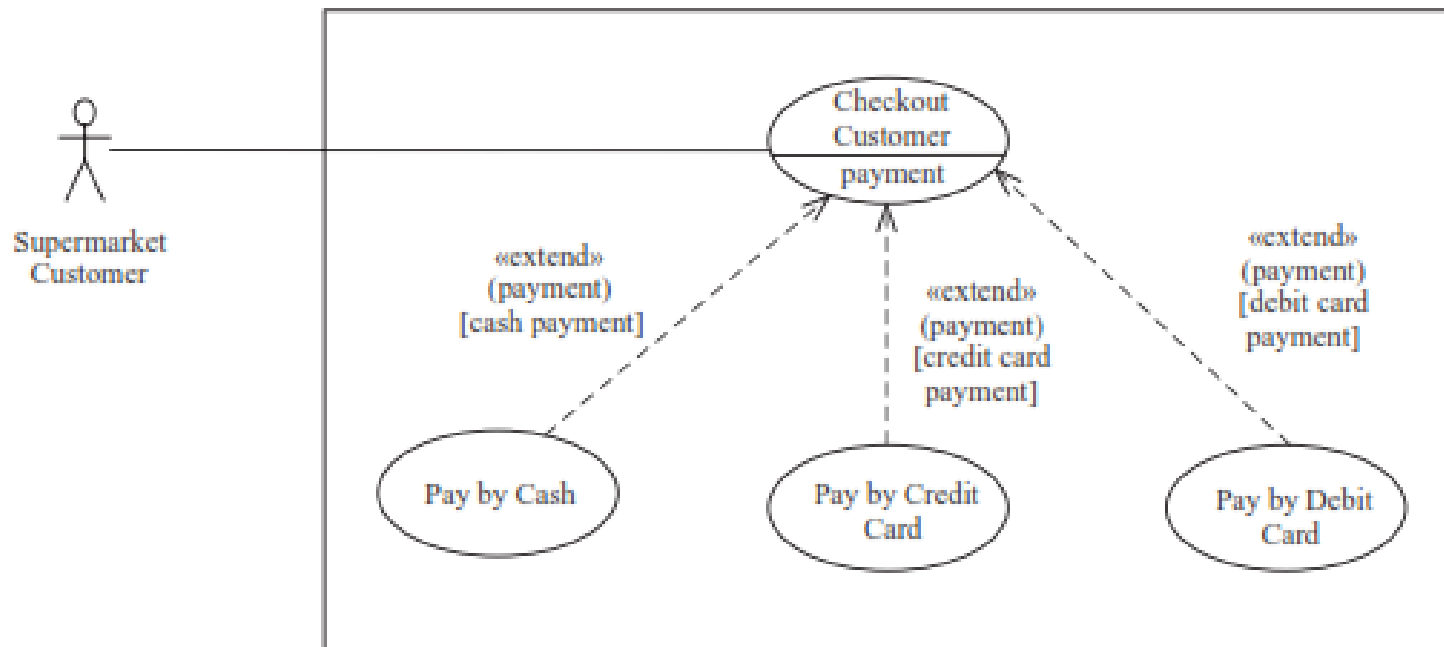 Checkout
Customer
payment
Supermarket
Customer
«extend»
(payment)
[cash payment]
«extend»
(payment)
[credit card
payment]
«extend»
(payment)
[debit card
payment]
Pay by Cash
Pay by Credit
Card
Pay by Debit
Card